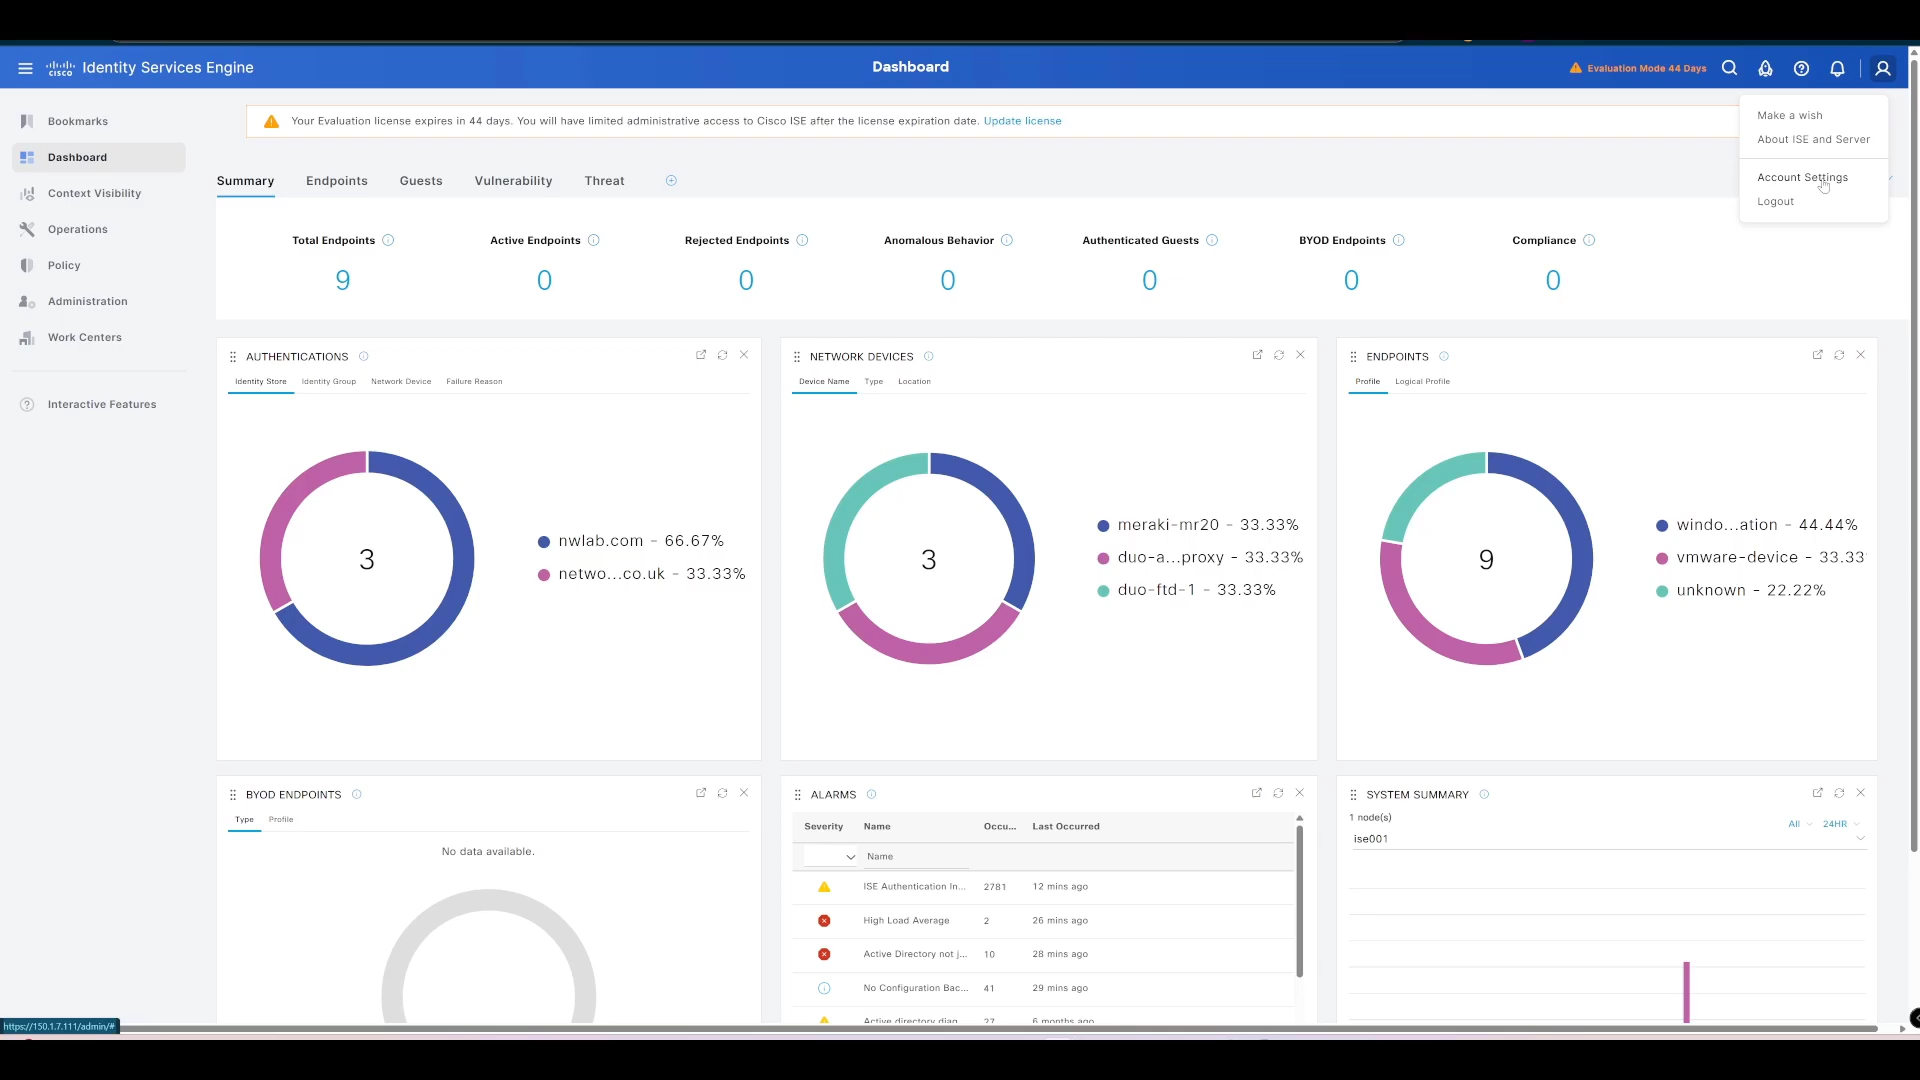 CISCO Identity Services Engine
Dashboard
Evaluation Mode 44 Days
Make a wish
About ISE and Server
Account Settings
Logout
Bookmarks
Dashboard
Context Visibility
Operations
Policy
Administration
Work Centers
Interactive Features
Your Evaluation license expires in 44 days. You will have limited administrative access to Cisco ISE after the license expiration date. Update license
Summary Endpoints Guests Vulnerability Threat
Total Endpoints Active Endpoints Rejected Endpoints Anomalous Behavior Authenticated Guests BYOD Endpoints Compliance
9 0 0 0 0 0 0
AUTHENTICATIONS
Identity Store Identity Group Network Device Failure Reason
3
nwlab.com - 66.67%
netwo...co.uk - 33.33%
NETWORK DEVICES
Device Name Type Location
3
meraki-mr20 - 33.33%
duo-a...proxy - 33.33%
duo-ftd-1 - 33.33%
ENDPOINTS
Profile Logical Profile
9
windo...ation - 44.44%
vmware-device - 33.33
unknown - 22.22%
BYOD ENDPOINTS
Type Profile
No data available.
ALARMS
Severity Name Occu... Last Occurred
Name
ISE Authentication In... 2781 12 mins ago
High Load Average 2 26 mins ago
Active Directory not j... 10 28 mins ago
No Configuration Bac... 41 29 mins ago
Active directory diag 27 6 months ago
SYSTEM SUMMARY
1 node(s)
All 24HR
ise001
https://150.1.7.111/admin/#